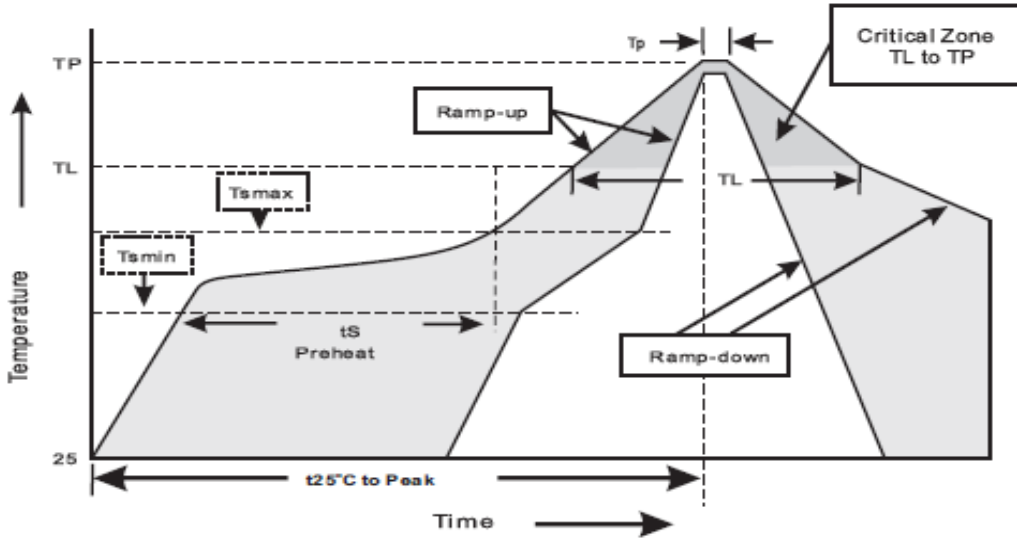 Tp
Critical Zone
TL to TP
TP
Ramp-up
TL
TL
Tsmax
Tsmin
tS
Preheat
Ramp-down
Temperature
25
t25°C to Peak
Time